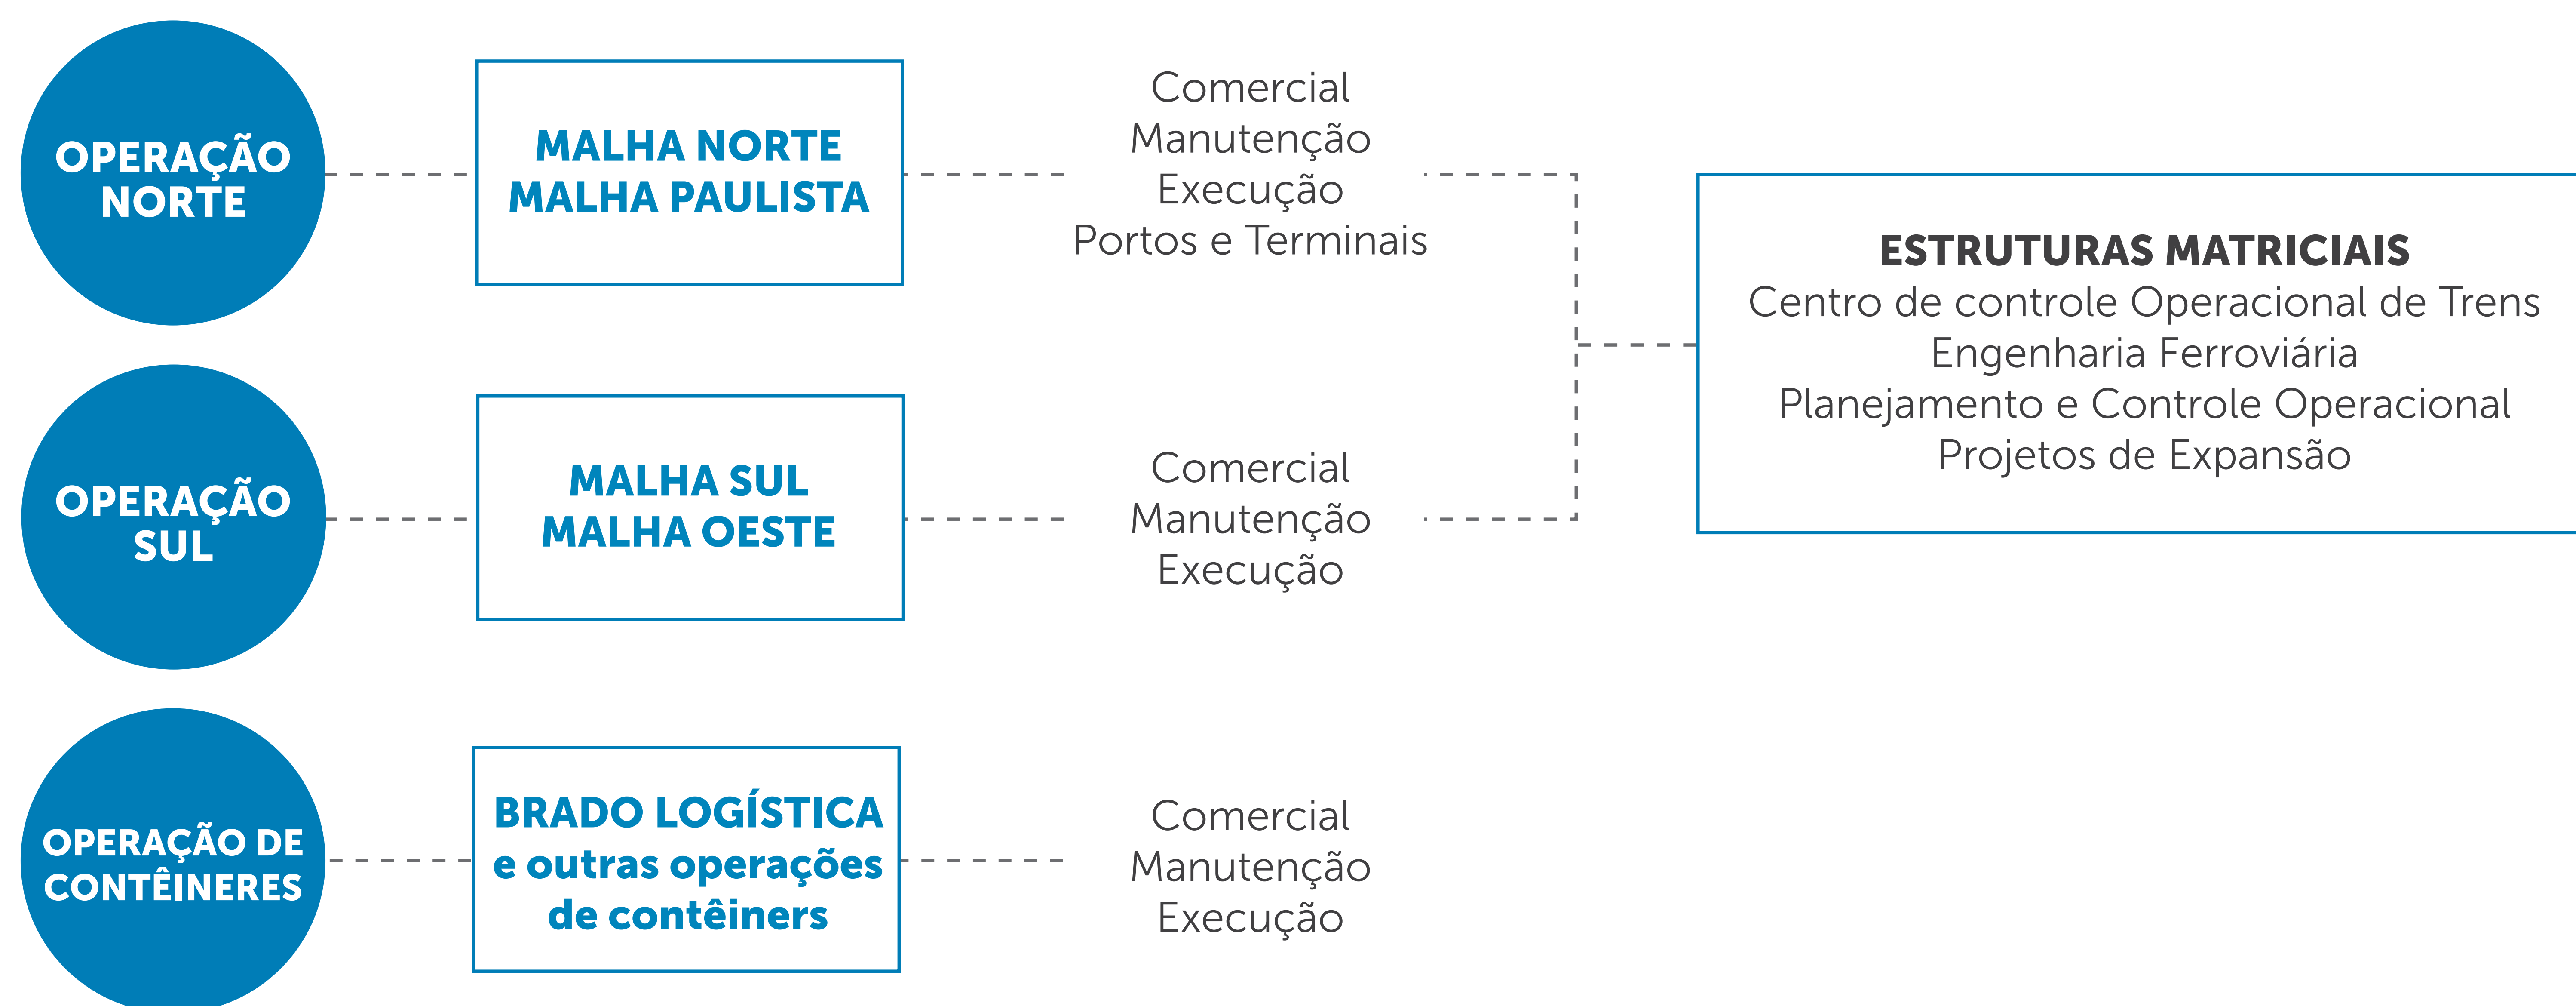 OPERAÇÃO
NORTE
MALHA NORTE
MALHA PAULISTA
Comercial
Manutenção
Execução
Portos e Terminais
ESTRUTURAS MATRICIAIS
Centro de controle Operacional de Trens
Engenharia Ferroviária
Planejamento e Controle Operacional
Projetos de Expansão
OPERAÇÃO
SUL
MALHA SUL
MALHA OESTE
Comercial
Manutenção
Execução
OPERAÇÃO DE
CONTÊINERES
BRADO LOGÍSTICA
e outras operações
de contêiners
Comercial
Manutenção
Execução